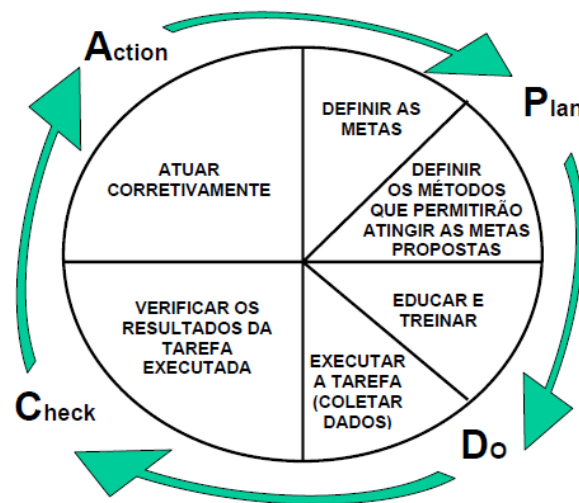 Action
Plan
DEFINIR AS
METAS
DEFINIR
OS MÉTODOS
QUE PERMITIRÃO
ATINGIR AS METAS
PROPOSTAS
ATUAR
CORRETIVAMENTE
EDUCAR E
TREINAR
VERIFICAR OS
RESULTADOS DA
TAREFA
EXECUTADA
EXECUTAR
A TAREFA
(COLETAR
DADOS)
Check
Do